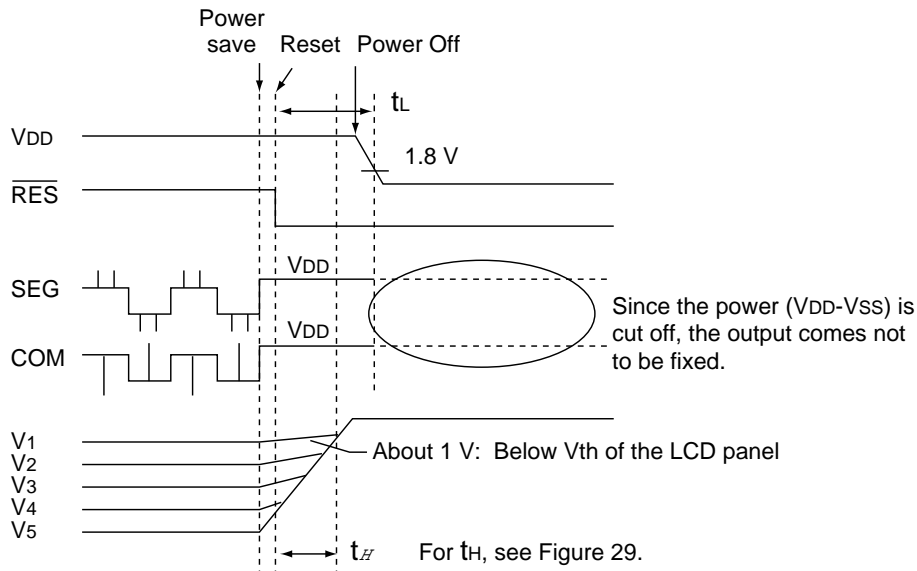 Power
save Reset Power Off
tL
VDD
1.8 V
RES
VDD
SEG
Since the power (VDD-VSS) is
cut off, the output comes not
to be fixed.
VDD
COM
V1
About 1 V: Below Vth of the LCD panel
V2
V3
V4
V5
tH For tH, see Figure 29.